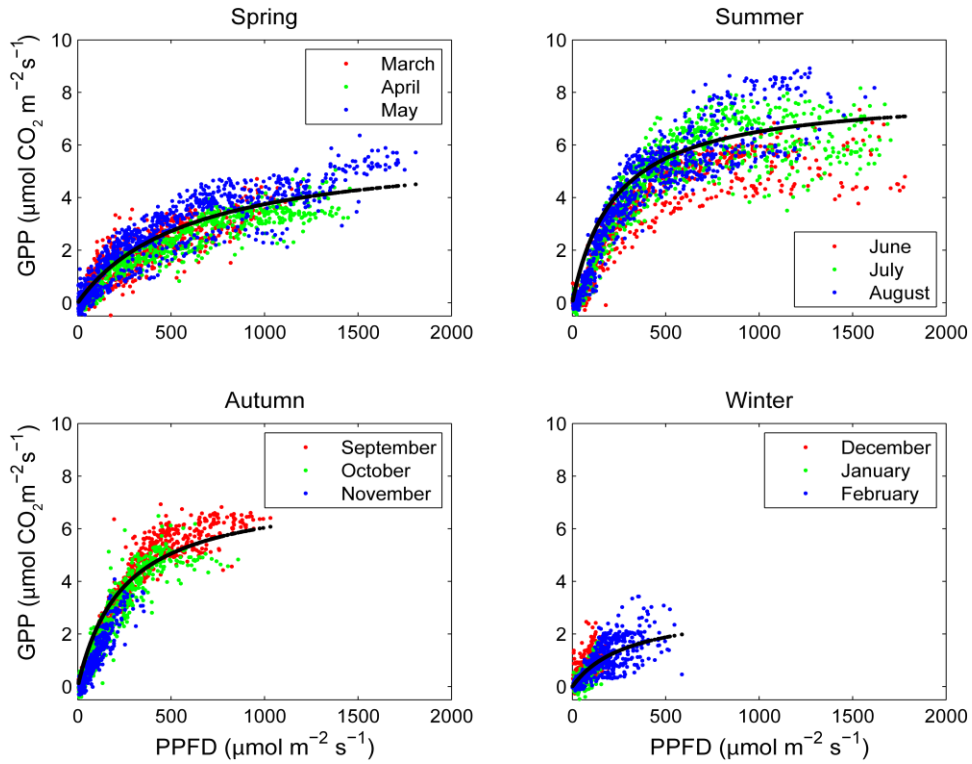 Spring
GPP (μmol CO₂ m⁻² s⁻¹)
10
8
6
4
2
0
March
April
May
0 500 1000 1500 2000
Summer
10
8
6
4
2
0
June
July
August
0 500 1000 1500 2000
Autumn
GPP (μmol CO₂m⁻²s⁻¹)
10
8
6
4
2
0
September
October
November
0 500 1000 1500 2000
PPFD (μmol m⁻² s⁻¹)
Winter
10
8
6
4
2
0
December
January
February
0 500 1000 1500 2000
PPFD (μmol m⁻² s⁻¹)